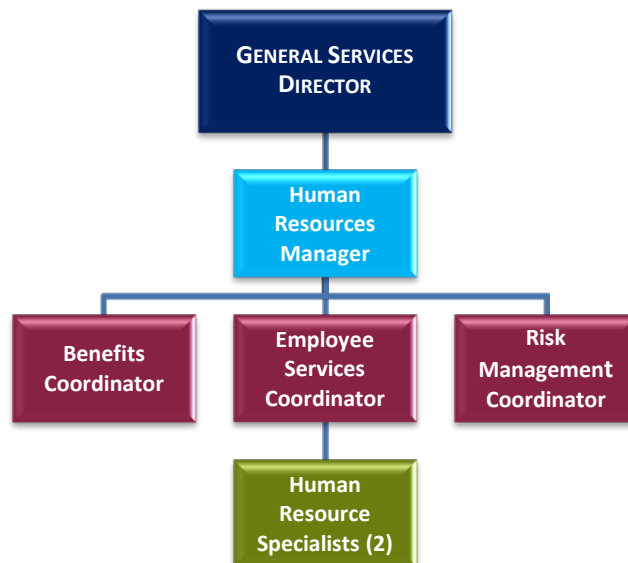 GENERAL SERVICES
DIRECTOR
Human
Resources
Manager
Benefits
Coordinator
Employee
Services
Coordinator
Risk
Management
Coordinator
Human
Resource
Specialists (2)